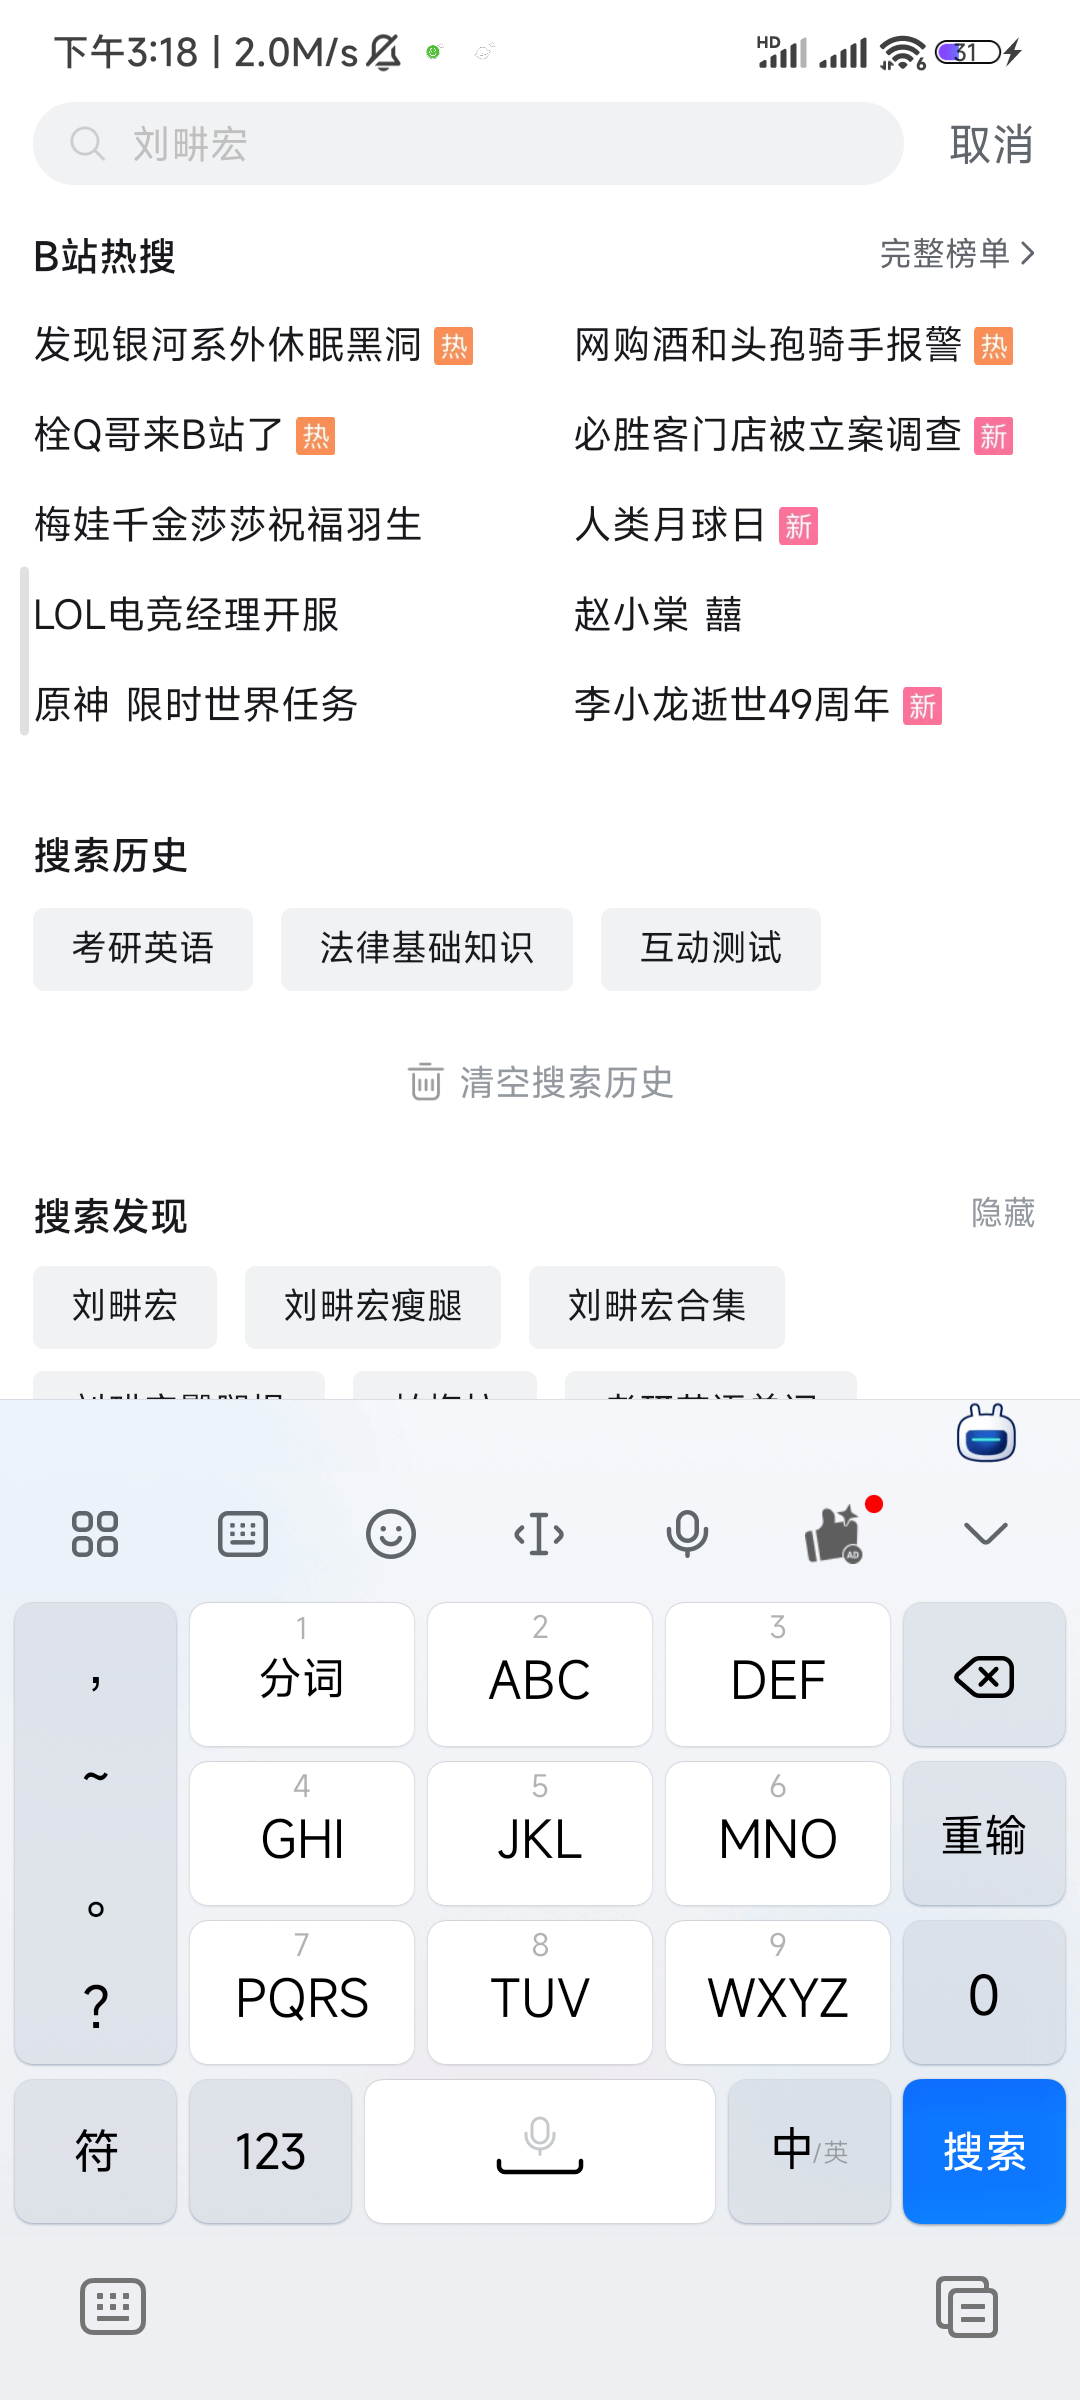 下午3:18 | 2.0M/s
HD
6
31
刘畊宏
取消
B站热搜
完整榜单
发现银河系外休眠黑洞 热
网购酒和头孢骑手报警 热
栓Q哥来B站了 热
必胜客门店被立案调查 新
梅娃千金莎莎祝福羽生
人类月球日 新
LOL电竞经理开服
赵小棠 囍
原神 限时世界任务
李小龙逝世49周年 新
搜索历史
考研英语 法律基础知识 互动测试
清空搜索历史
搜索发现
隐藏
刘畊宏 刘畊宏瘦腿 刘畊宏合集
AD
， 1 2 3
分词 ABC DEF
~ 4 5 6
GHI JKL MNO 重输
。 7 8 9
? PQRS TUV WXYZ 0
符 123 中/英 搜索